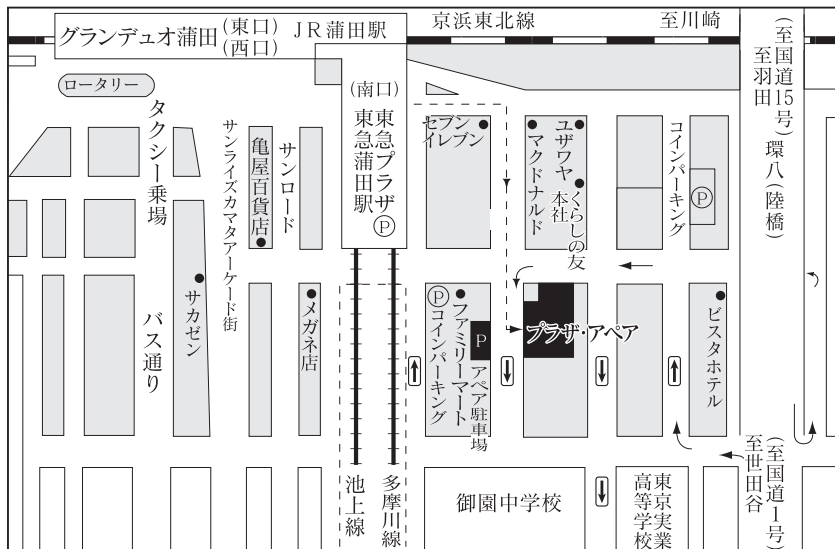 グランデュオ蒲田
(東口)
(西口)
JR蒲田駅
京浜東北線
至川崎
(至国道15号)
至羽田
環八(陸橋)
ロータリー
タクシー乗場
バス通り
サカゼン
サンライズカマタアーケード街
亀屋百貨店
サンロード
メガネ店
(南口)
東急プラザ
P
東急蒲田駅
セブン
イレブン
ユザワヤ
マクドナルド
くらしの友
本社
コインパーキング
P
P
コインパーキング
ファミリーマート
P
アペア駐車場
プラザ・アペア
ビスタホテル
池上線
多摩川線
御園中学校
東京実業
高等学校
(至国道1号)
至世田谷